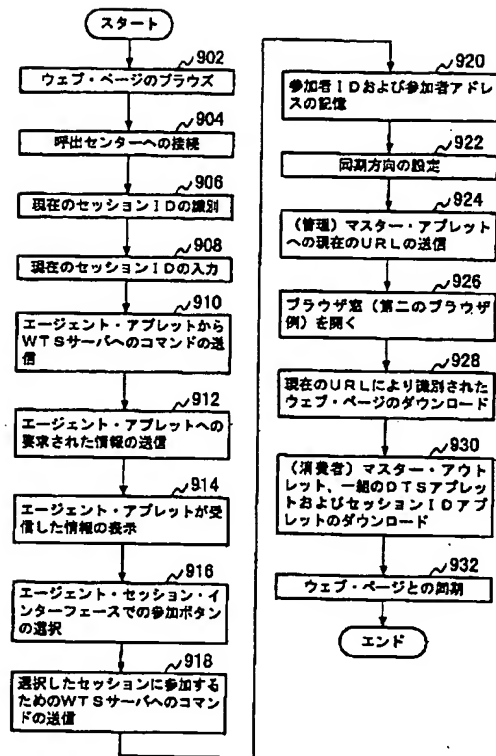 スタート
902
ウェブ・ページのブラウズ
904
呼出センターへの接続
906
現在のセッションIDの識別
908
現在のセッションIDの入力
910
エージェント・アプレットから
WTSサーバへのコマンドの送
信
912
エージェント・アプレットへの
要求された情報の送信
914
エージェント・アプレットが受
信した情報の表示
916
エージェント・セッション・イ
ンターフェースでの参加ボタン
の選択
918
選択したセッションに参加する
ためのWTSサーバへのコマン
ドの送信
920
参加者IDおよび参加者アドレ
スの記憶
922
同期方向の設定
924
(管理)マスター・アプレット
への現在のURLの送信
926
ブラウザ窓(第二のブラウザ
例)を開く
928
現在のURLにより識別された
ウェブ・ページのダウンロード
930
(消費者)マスター・アウト
レット、一組のDTSアプレッ
トおよびセッションIDアプレ
ットのダウンロード
932
ウェブ・ページとの同期
エンド